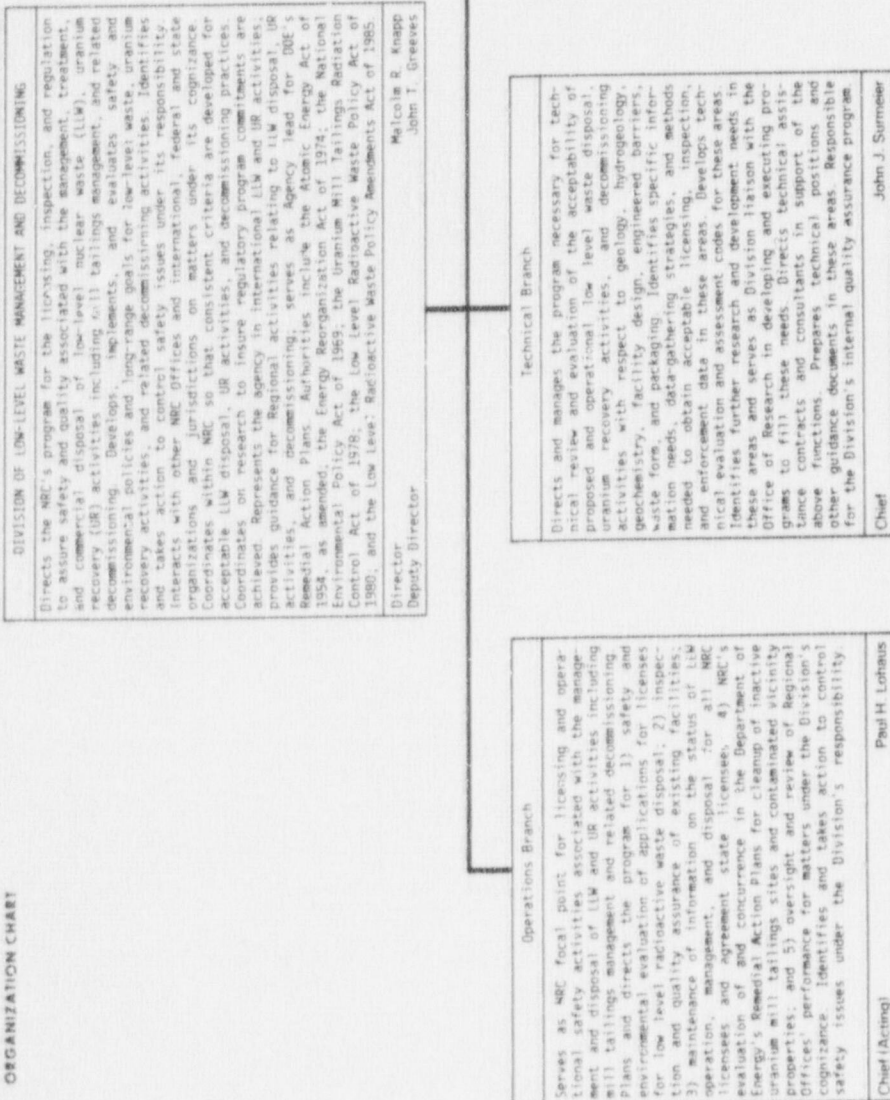 ORGANIZATION CHART
DIVISION OF LOW-LEVEL WASTE MANAGEMENT AND DECOMMISSIONING
Directs the NRC's program for the licensing, inspection, and regulation
to assure safety and quality associated with the management, treatment,
and commercial disposal of low-level nuclear waste (LLW), uranium
recovery (UR) activities including mill tailings management, and related
decommissioning. Develops, implements, and evaluates safety and
environmental policies and long-range goals for low-level waste, uranium
recovery activities, and related decommissioning activities. Identifies
and takes action to control safety issues under its responsibility.
Interacts with other NRC Offices and international, federal and state
organizations and jurisdictions on matters under its cognizance.
Coordinates within NRC so that consistent criteria are developed for
acceptable LLW disposal, UR activities, and decommissioning practices.
Coordinates on research to insure regulatory program commitments are
achieved. Represents the agency in international LLW and UR activities,
provides guidance for Regional activities relating to LLW disposal, UR
activities, and decommissioning; serves as Agency lead for DOE's
Remedial Action Plans. Authorities include the Atomic Energy Act of
1954, as amended, the Energy Reorganization Act of 1974; the National
Environmental Policy Act of 1969; the Uranium Mill Tailings Radiation
Control Act of 1978; the Low Level Radioactive Waste Policy Act of
1980; and the Low Level Radioactive Waste Policy Amendments Act of 1985.
Director Malcolm R. Knapp
Deputy Director John T. Greeves
Operations Branch
Serves as NRC focal point for licensing and opera-
tional safety activities associated with the manage-
ment and disposal of LLW and UR activities including
mill tailings management and related decommissioning.
Plans and directs the program for 1) safety and
environmental evaluation of applications for licenses
for low level radioactive waste disposal; 2) inspec-
tion and quality assurance of existing facilities;
3) maintenance of information on the status of LLW
operation, management, and disposal for all NRC
licensees and agreement state licensees; 4) NRC's
evaluation of and concurrence in the Department of
Energy's Remedial Action Plans for cleanup of inactive
uranium mill tailings sites and contaminated vicinity
properties; and 5) oversight and review of Regional
Offices' performance for matters under the Division's
cognizance. Identifies and takes action to control
safety issues under the Division's responsibility.
Chief (Acting) Paul H. Lohaus
Technical Branch
Directs and manages the program necessary for tech-
nical review and evaluation of the acceptability of
proposed and operational low level waste disposal,
uranium recovery activities, and decommissioning
activities with respect to geology, hydrogeology,
geochemistry, facility design, engineered barriers,
waste form, and packaging. Identifies specific infor-
mation needs, data-gathering strategies, and methods
needed to obtain acceptable licensing, inspection,
and enforcement data in these areas. Develops tech-
nical evaluation and assessment codes for these areas.
Identifies further research and development needs in
these areas and serves as Division liaison with the
Office of Research in developing and executing pro-
grams to fill these needs. Directs technical assis-
tance contracts and consultants in support of the
above functions. Prepares technical positions and
other guidance documents in these areas. Responsible
for the Division's internal quality assurance program.
Chief John J. Surmeier